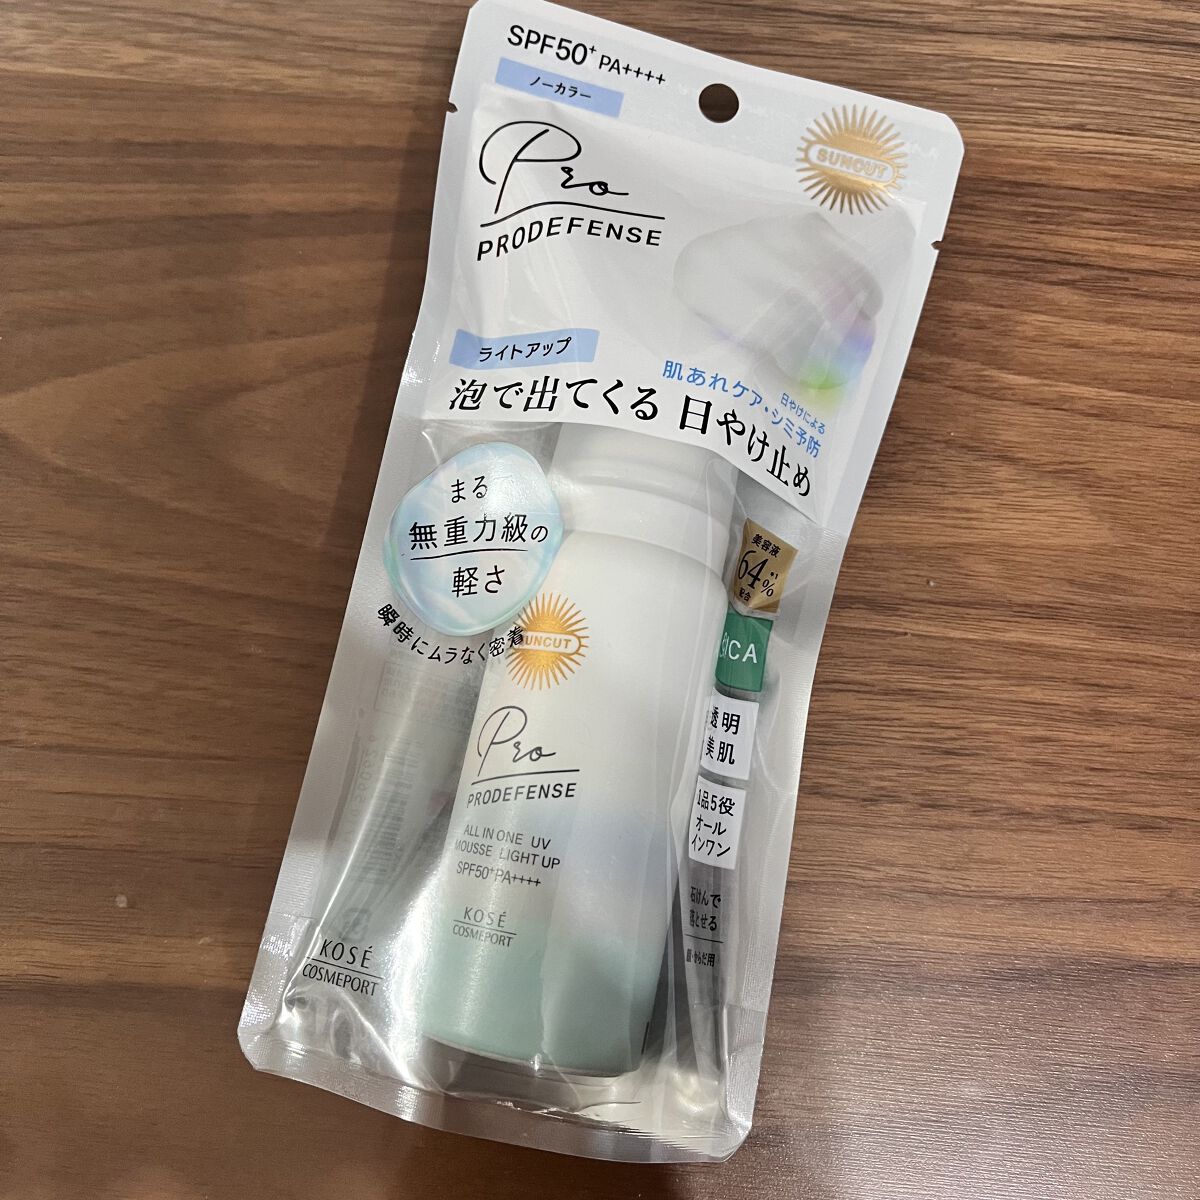 SPF50+ PA++++
ノーカラー
SUNCUT
Pro
PRODEFENSE
ライトアップ
肌あれケア・シミ予防
日やけによる
泡で出てくる 日やけ止め
まる
無重力級の
軽さ
瞬時にムラなく密着
美容液
64%
※1
配合
CICA
透明
美肌
1品5役
オール
インワン
石けんで
落とせる
SUNCUT
Pro
PRODEFENSE
ALL IN ONE UV
MOUSSE LIGHT UP
SPF50+PA++++
KOSÉ
COSMEPORT
KOSÉ
COSMEPORT